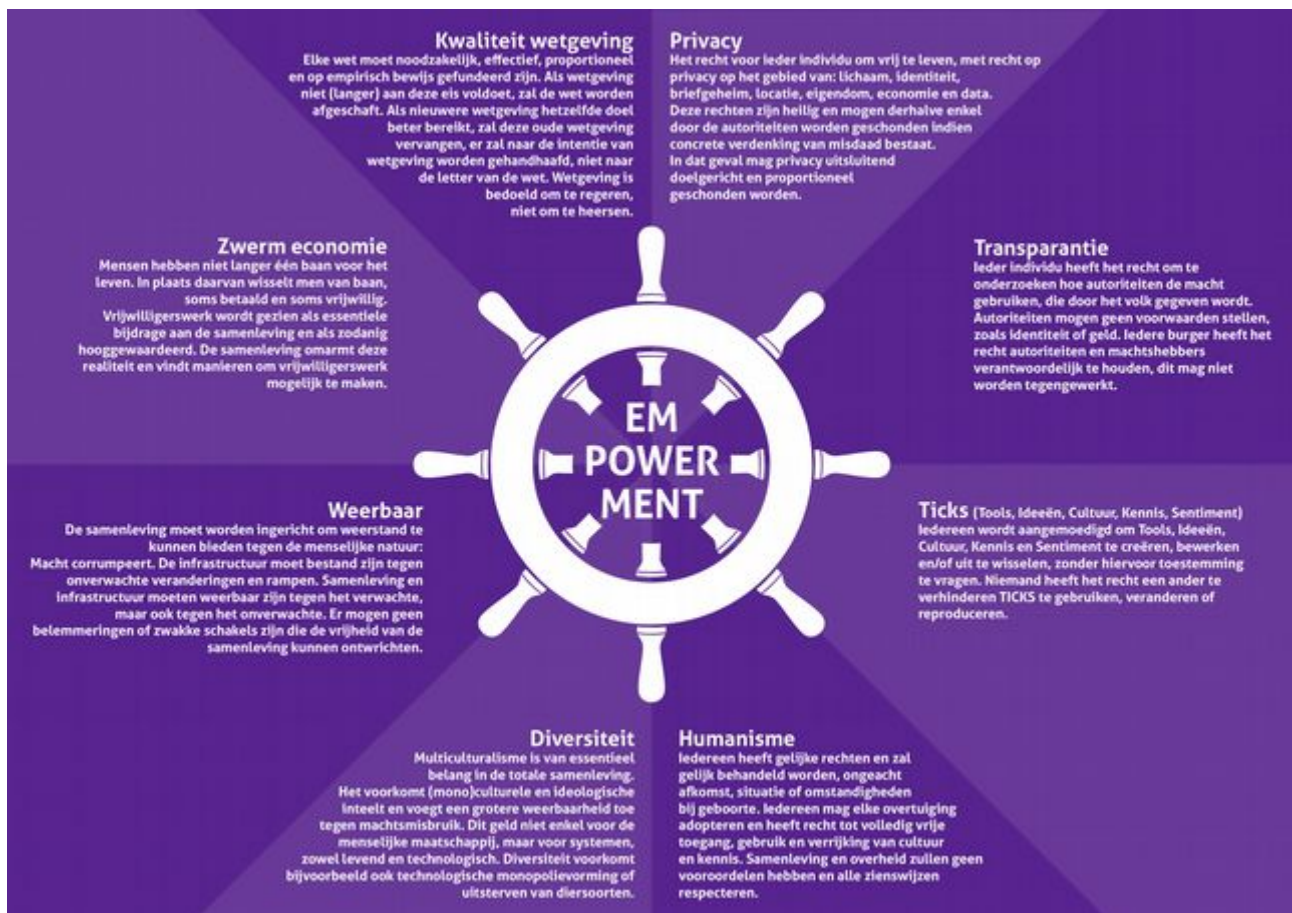 Kwaliteit wetgeving
Elke wet moet noodzakelijk, effectief, proportioneel
en op empirisch bewijs gefundeerd zijn. Als wetgeving
niet (langer) aan deze eis voldoet, zal de wet worden
afgeschaft. Als nieuwere wetgeving hetzelfde doel
beter bereikt, zal deze oude wetgeving
vervangen, er zal naar de intentie van
wetgeving worden gehandhaafd, niet naar
de letter van de wet. Wetgeving is
bedoeld om te regeren,
niet om te heersen.
Privacy
Het recht voor ieder individu om vrij te leven, met recht op
privacy op het gebied van: lichaam, identiteit,
briefgeheim, locatie, eigendom, economie en data.
Deze rechten zijn heilig en mogen derhalve enkel
door de autoriteiten worden geschonden indien
concrete verdenking van misdaad bestaat.
In dat geval mag privacy uitsluitend
doelgericht en proportioneel
geschonden worden.
Zwerm economie
Mensen hebben niet langer één baan voor het
leven. In plaats daarvan wisselt men van baan,
soms betaald en soms vrijwillig.
Vrijwilligerswerk wordt gezien als essentiele
bijdrage aan de samenleving en als zodanig
hooggewaardeerd. De samenleving omarmt deze
realiteit en vindt manieren om vrijwilligerswerk
mogelijk te maken.
Transparantie
Ieder individu heeft het recht om te
onderzoeken hoe autoriteiten de macht
gebruiken, die door het volk gegeven wordt.
Autoriteiten mogen geen voorwaarden stellen,
zoals identiteit of geld. Iedere burger heeft het
recht autoriteiten en machtshebbers
verantwoordelijk te houden, dit mag niet
worden tegengewerkt.
EM
POWER
MENT
Weerbaar
De samenleving moet worden ingericht om weerstand te
kunnen bieden tegen de menselijke natuur:
Macht corrumpeert. De infrastructuur moet bestand zijn tegen
onverwachte veranderingen en rampen. Samenleving en
infrastructuur moeten weerbaar zijn tegen het verwachte,
maar ook tegen het onverwachte. Er mogen geen
belemmeringen of zwakke schakels zijn die de vrijheid van de
samenleving kunnen ontwrichten.
Ticks (Tools, Ideeën, Cultuur, Kennis, Sentiment)
Iedereen wordt aangemoedigd om Tools, Ideeën,
Cultuur, Kennis en Sentiment te creëren, bewerken
en/of uit te wisselen, zonder hiervoor toestemming
te vragen. Niemand heeft het recht een ander te
verhinderen TICKS te gebruiken, veranderen of
reproduceren.
Diversiteit
Multiculturalisme is van essentieel
belang in de totale samenleving.
Het voorkomt (mono)culturele en ideologische
inteelt en voegt een grotere weerbaarheid toe
tegen machtsmisbruik. Dit geld niet enkel voor de
menselijke maatschappij, maar voor systemen,
zowel levend en technologisch. Diversiteit voorkomt
bijvoorbeeld ook technologische monopolievorming of
uitsterven van diersoorten.
Humanisme
Iedereen heeft gelijke rechten en zal
gelijk behandeld worden, ongeacht
afkomst, situatie of omstandigheden
bij geboorte. Iedereen mag elke overtuiging
adopteren en heeft recht tot volledig vrije
toegang, gebruik en verrijking van cultuur
en kennis. Samenleving en overheid zullen geen
vooroordelen hebben en alle zienswijzen
respecteren.